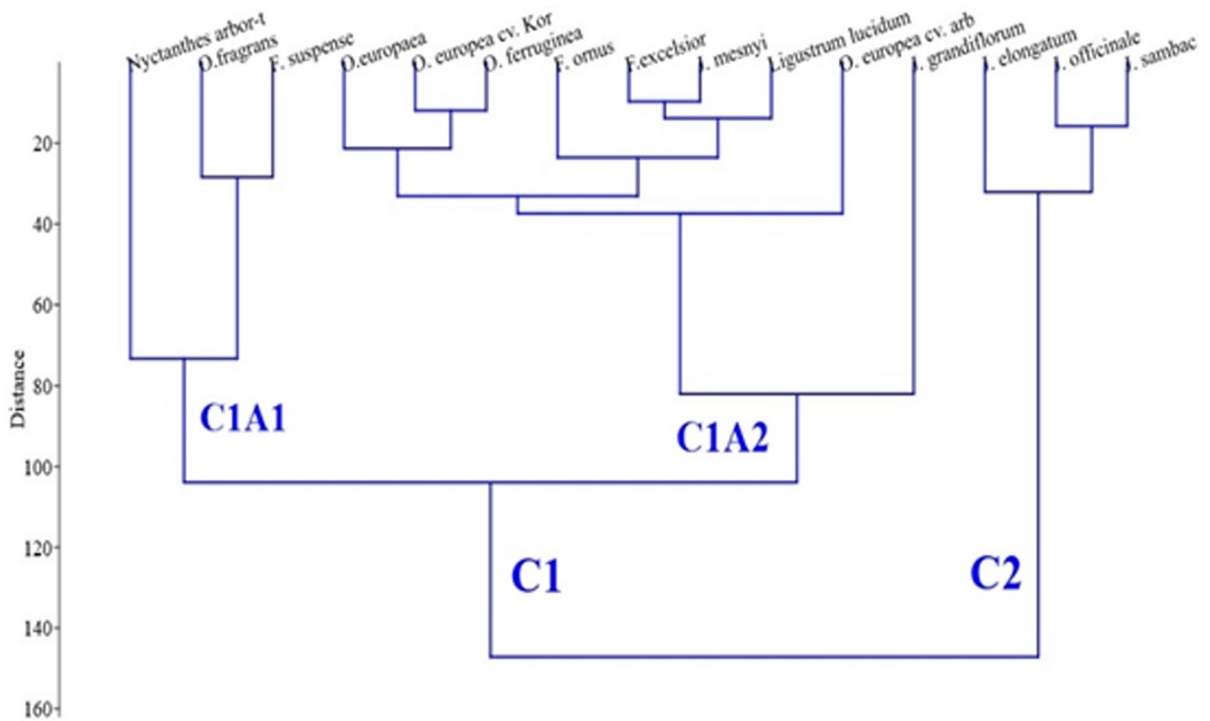 Nyctanthes arbor-t
O.fragrans
F. suspense
O.europaea
O. europea cv. Kor
O. ferruginea
F. ornus
F.excelsior
J. mesnyi
Ligustrum lucidum
O. europea cv. arb
J. grandiflorum
J. elongatum
J. officinale
J. sambac
20
40
60
80
100
120
140
160
Distance
C1A1
C1A2
C1
C2